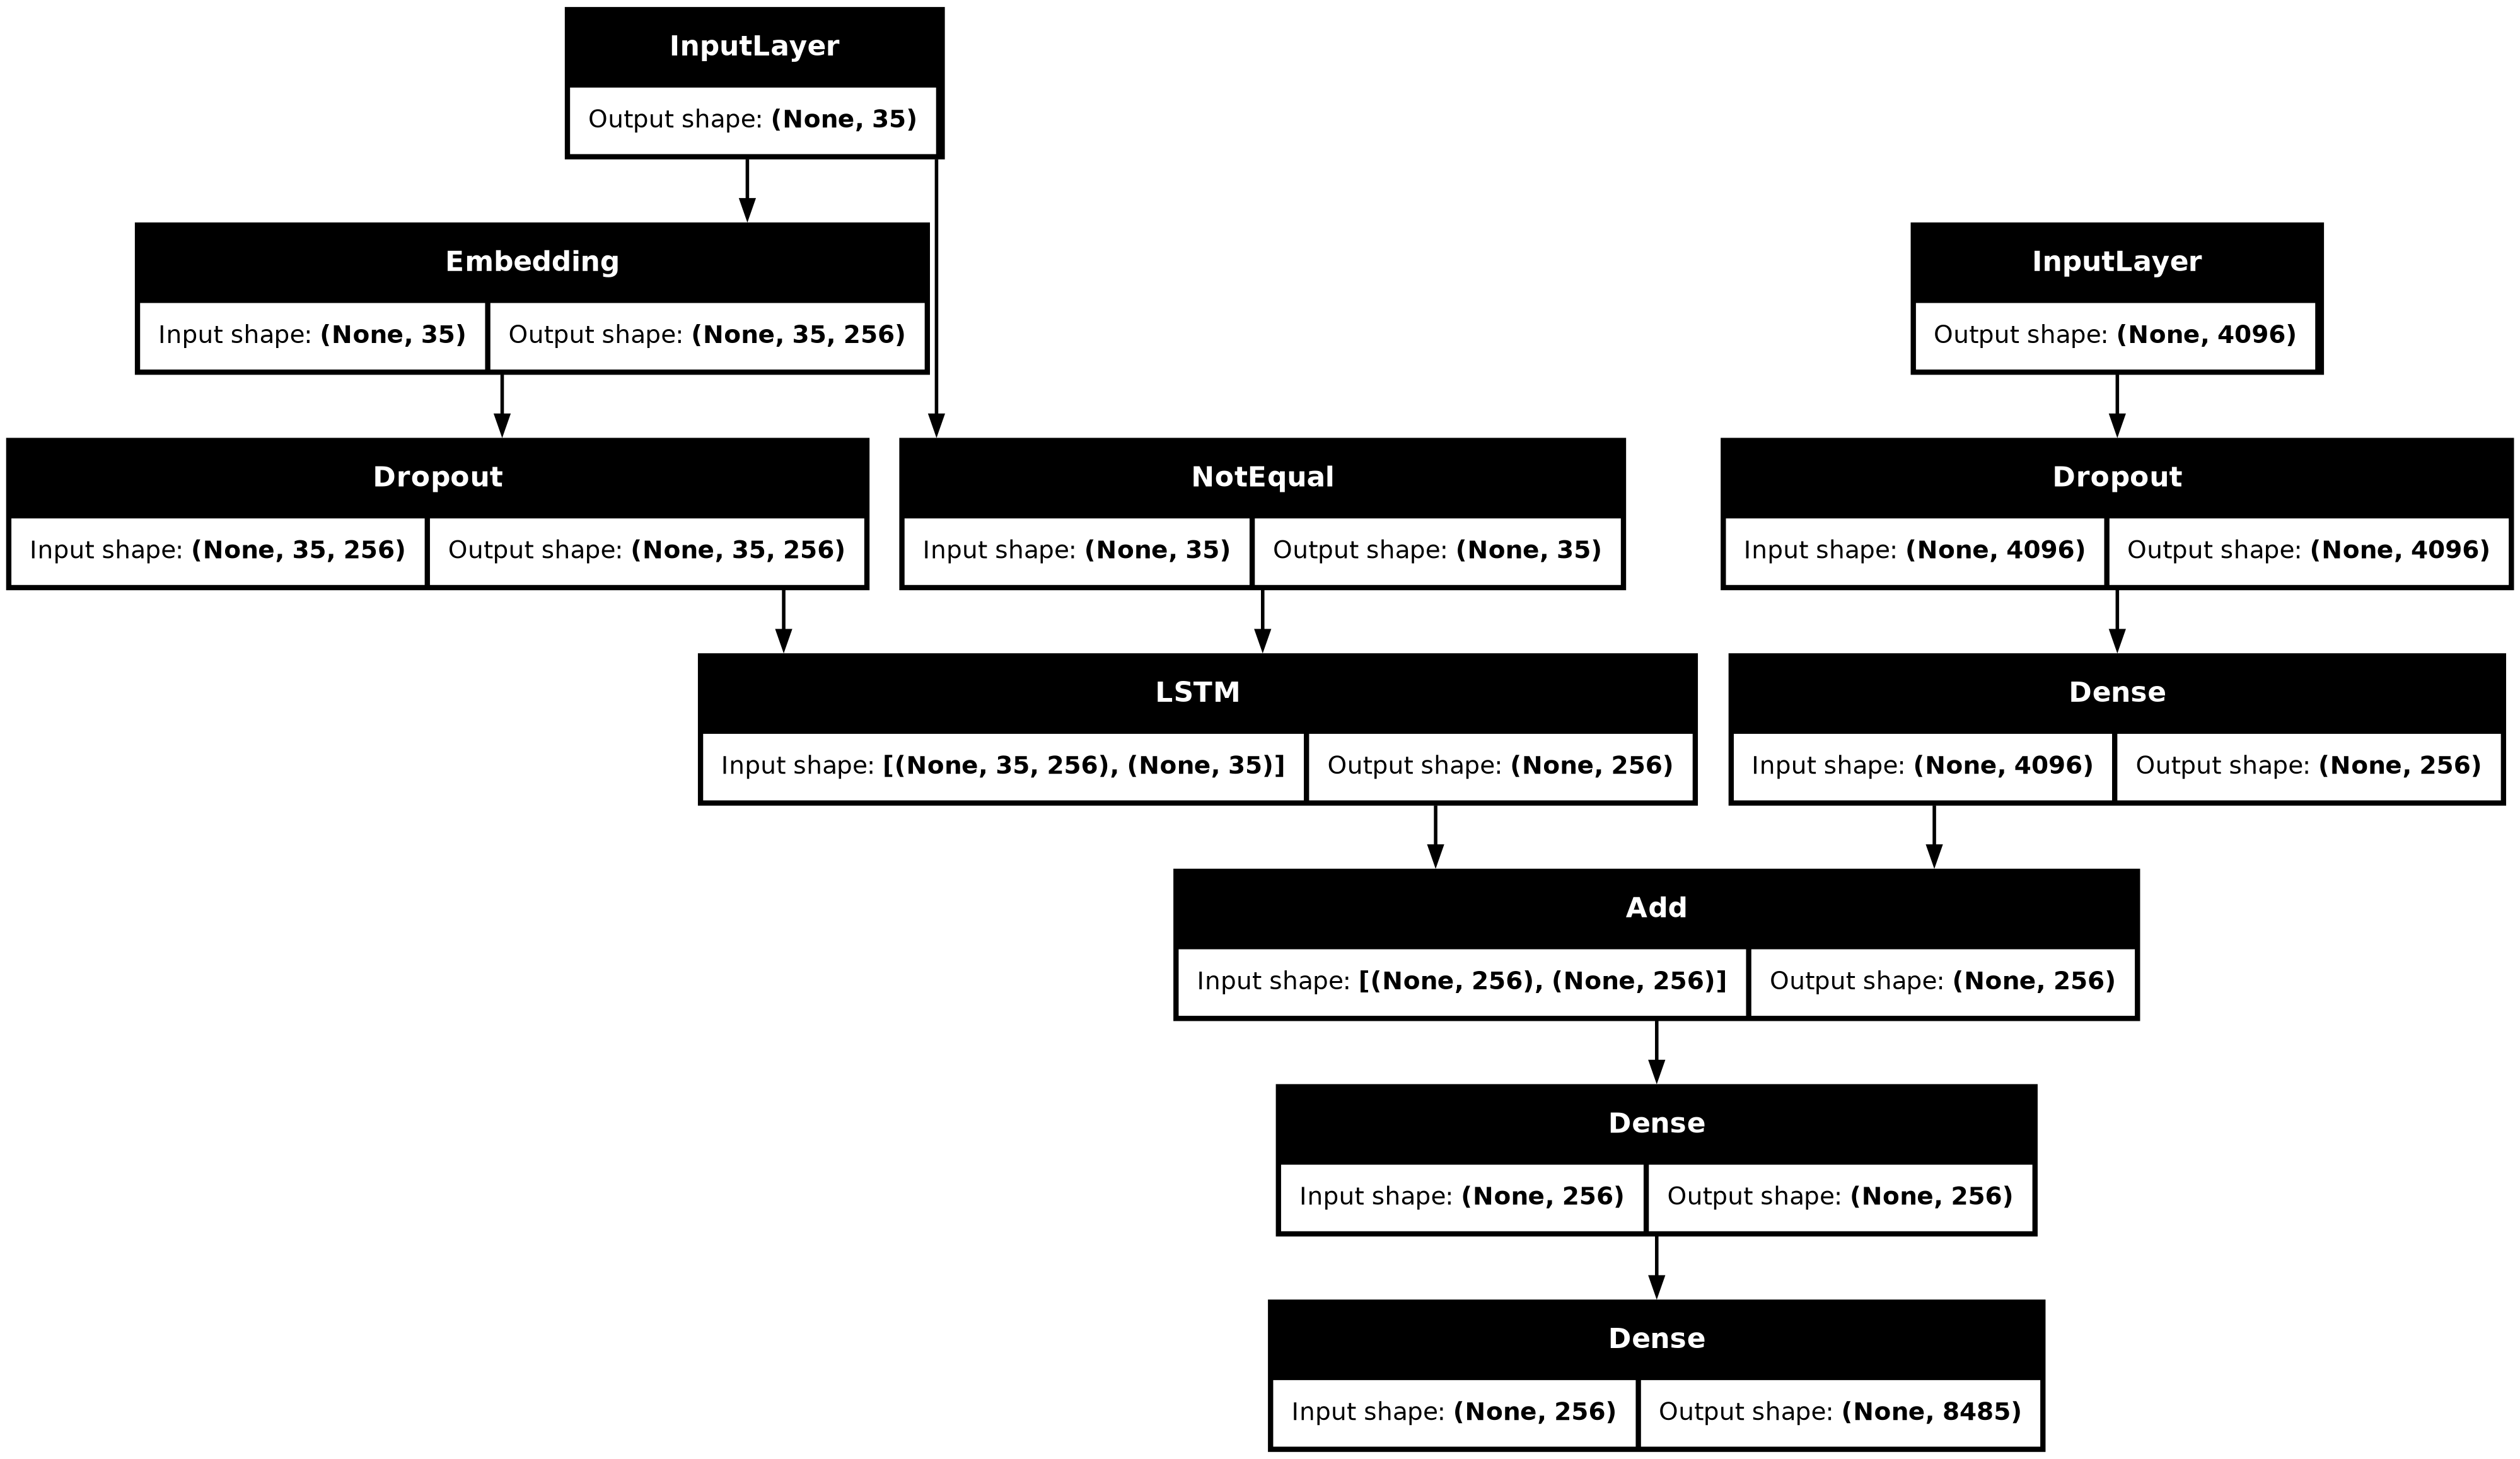 InputLayer
Output shape: (None, 35)
Embedding
Input shape: (None, 35) Output shape: (None, 35, 256)
InputLayer
Output shape: (None, 4096)
Dropout
Input shape: (None, 35, 256) Output shape: (None, 35, 256)
NotEqual
Input shape: (None, 35) Output shape: (None, 35)
Dropout
Input shape: (None, 4096) Output shape: (None, 4096)
LSTM
Input shape: [(None, 35, 256), (None, 35)] Output shape: (None, 256)
Dense
Input shape: (None, 4096) Output shape: (None, 256)
Add
Input shape: [(None, 256), (None, 256)] Output shape: (None, 256)
Dense
Input shape: (None, 256) Output shape: (None, 256)
Dense
Input shape: (None, 256) Output shape: (None, 8485)